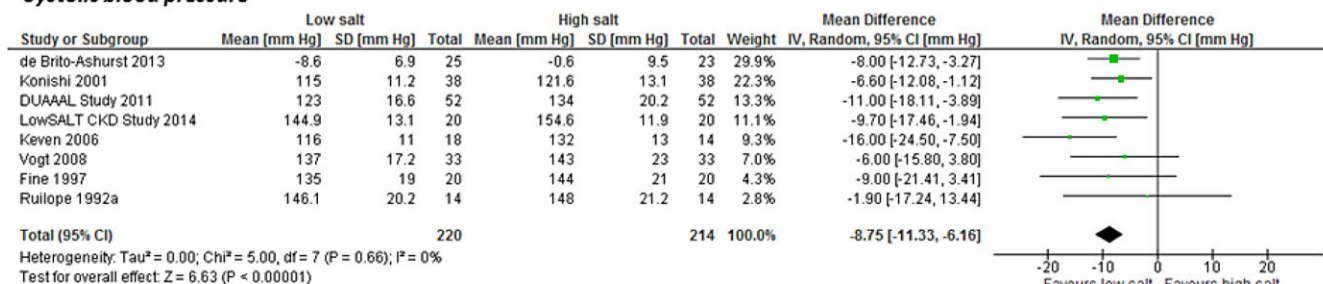 Systolic blood pressure
Low salt High salt Mean Difference Mean Difference
Study or Subgroup Mean [mm Hg] SD [mm Hg] Total Mean [mm Hg] SD [mm Hg] Total Weight IV, Random, 95% CI [mm Hg] IV, Random, 95% CI [mm Hg]
de Brito-Ashurst 2013 -8.6 6.9 25 -0.6 9.5 23 29.9% -8.00 [-12.73, -3.27]
Konishi 2001 115 11.2 38 121.6 13.1 38 22.3% -6.60 [-12.08, -1.12]
DUAAAL Study 2011 123 16.6 52 134 20.2 52 13.3% -11.00 [-18.11, -3.89]
LowSALT CKD Study 2014 144.9 13.1 20 154.6 11.9 20 11.1% -9.70 [-17.46, -1.94]
Keven 2006 116 11 18 132 13 14 9.3% -16.00 [-24.50, -7.50]
Vogt 2008 137 17.2 33 143 23 33 7.0% -6.00 [-15.80, 3.80]
Fine 1997 135 19 20 144 21 20 4.3% -9.00 [-21.41, 3.41]
Ruilope 1992a 146.1 20.2 14 148 21.2 14 2.8% -1.90 [-17.24, 13.44]
Total (95% CI) 220 214 100.0% -8.75 [-11.33, -6.16]
Heterogeneity: Tau² = 0.00; Chi² = 5.00, df = 7 (P = 0.66); I² = 0%
Test for overall effect: Z = 6.63 (P < 0.00001)
-20 -10 0 10 20
Favours low salt Favours high salt